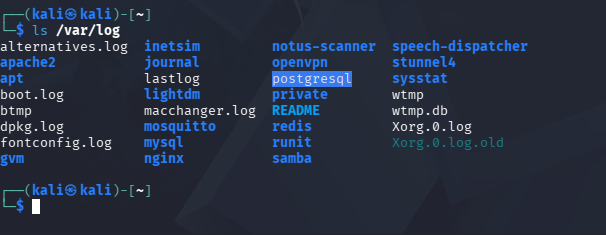 ┌──(kali㉿kali)-[~]
└─$ ls /var/log
alternatives.log  inetsim         notus-scanner  speech-dispatcher
apache2           journal         openvpn        stunnel4
apt               lastlog         postgresql     sysstat
boot.log          lightdm         private        wtmp
btmp              macchanger.log  README         wtmp.db
dpkg.log          mosquitto       redis          Xorg.0.log
fontconfig.log    mysql           runit          Xorg.0.log.old
gvm               nginx           samba
┌──(kali㉿kali)-[~]
└─$